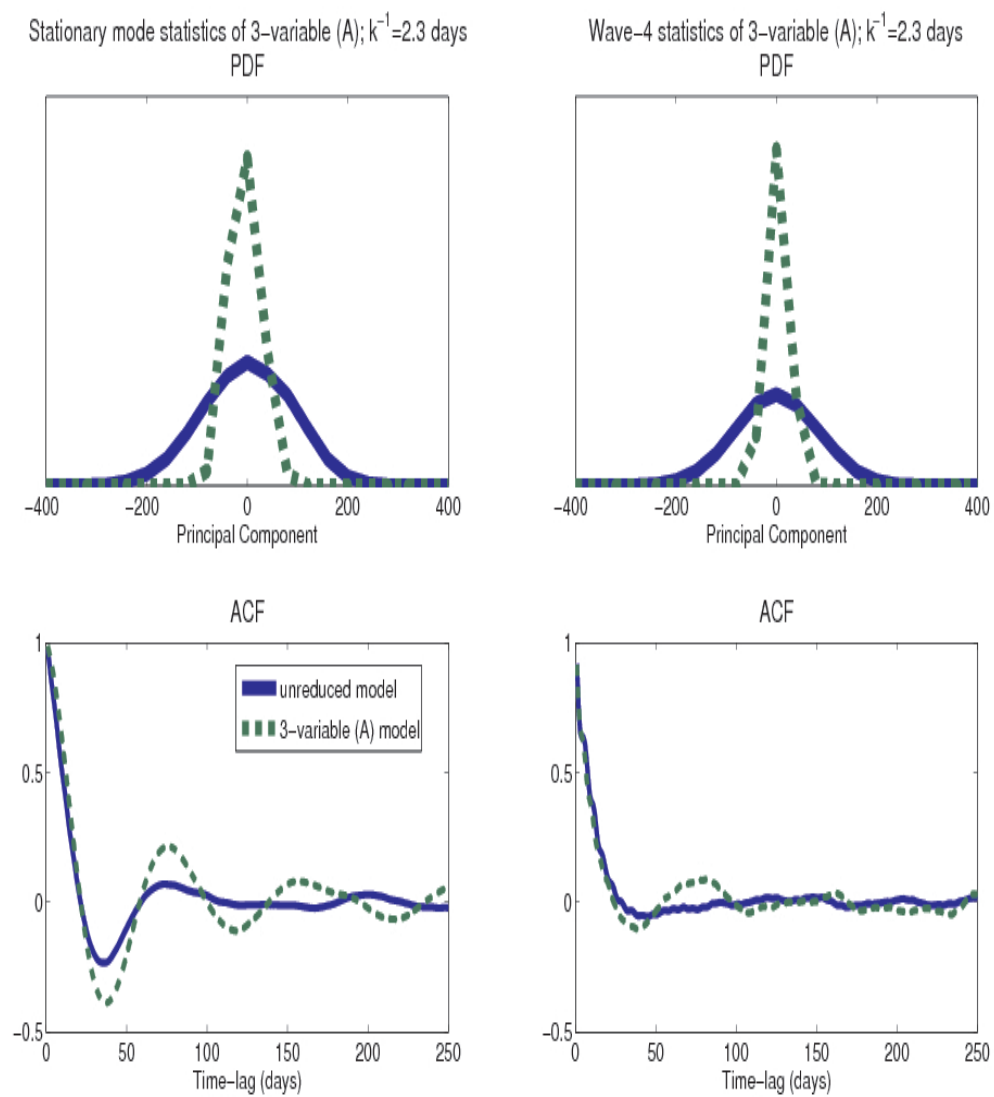 Stationary mode statistics of 3−variable (A); k⁻¹=2.3 days
PDF
−400 −200 0 200 400
Principal Component
Wave−4 statistics of 3−variable (A); k⁻¹=2.3 days
PDF
−400 −200 0 200 400
Principal Component
ACF
1
0.5
0
−0.5
unreduced model
3−variable (A) model
0 50 100 150 200 250
Time−lag (days)
ACF
1
0.5
0
−0.5
0 50 100 150 200 250
Time−lag (days)